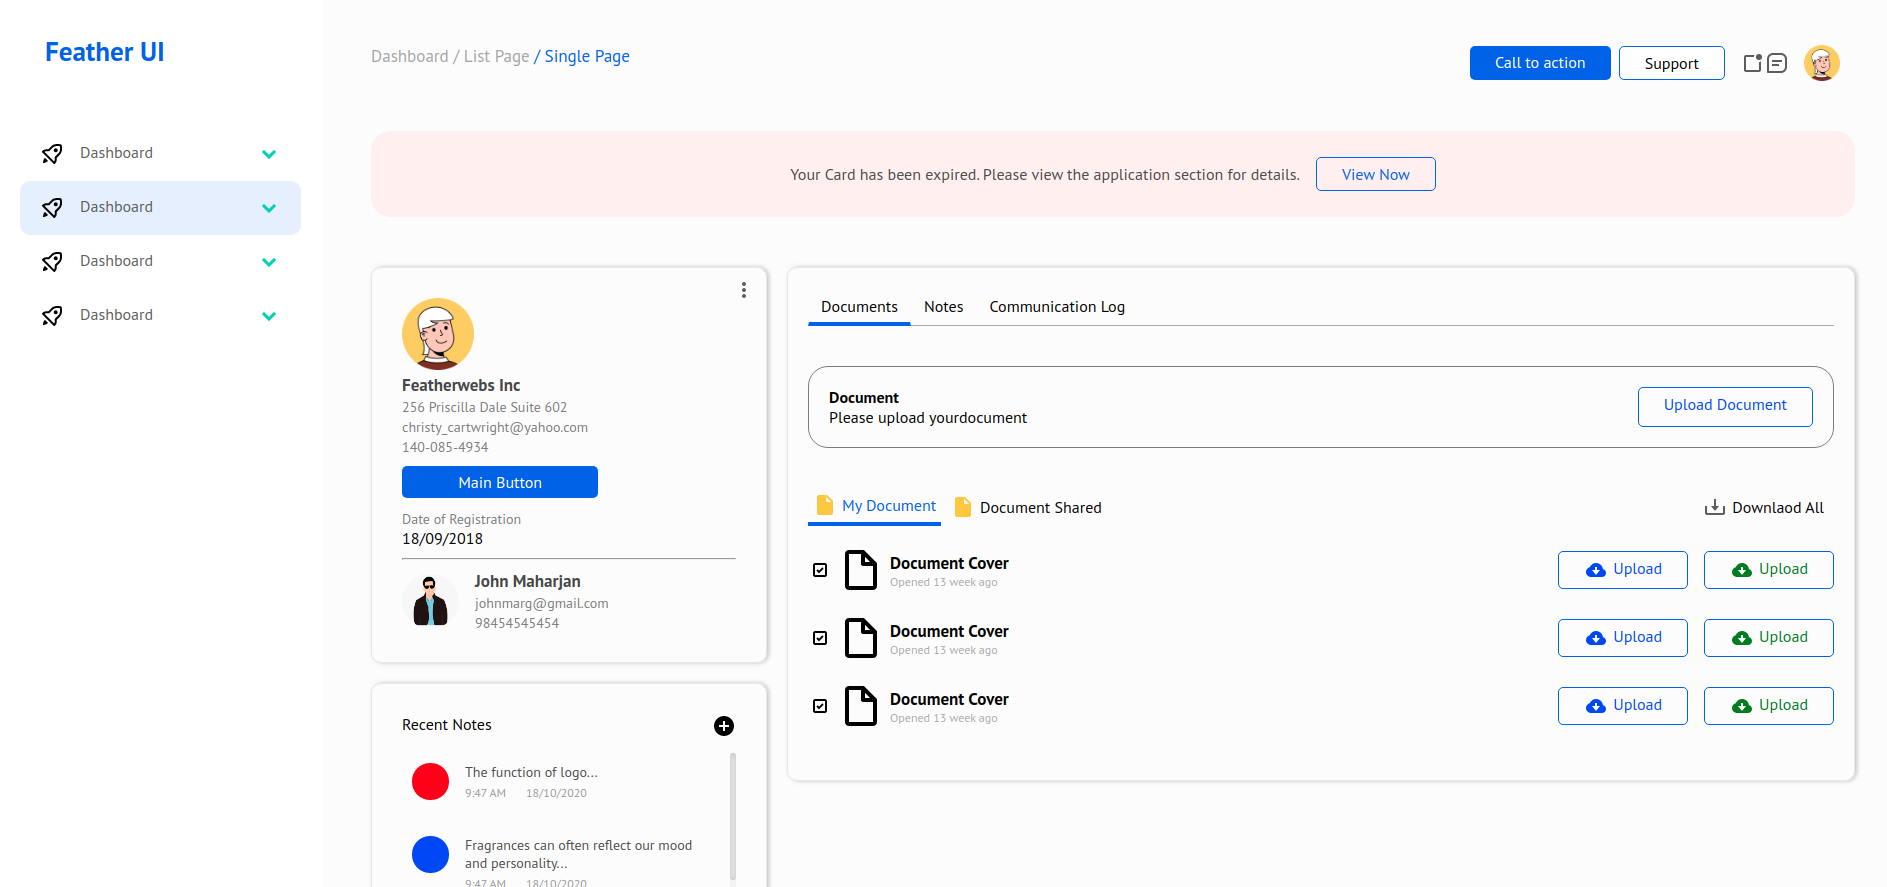 Feather UI
Dashboard / List Page / Single Page
Call to action
Support
Dashboard
Dashboard
Dashboard
Dashboard
Your Card has been expired. Please view the application section for details.
View Now
Featherwebs Inc
256 Priscilla Dale Suite 602
christy_cartwright@yahoo.com
140-085-4934
Main Button
Date of Registration
18/09/2018
John Maharjan
johnmarg@gmail.com
98454545454
Recent Notes
The function of logo...
9:47 AM 18/10/2020
Fragrances can often reflect our mood
and personality...
9:47 AM 18/10/2020
Documents Notes Communication Log
Document
Please upload yourdocument
Upload Document
My Document Document Shared
Downlaod All
Document Cover
Opened 13 week ago
Upload Upload
Document Cover
Opened 13 week ago
Upload Upload
Document Cover
Opened 13 week ago
Upload Upload